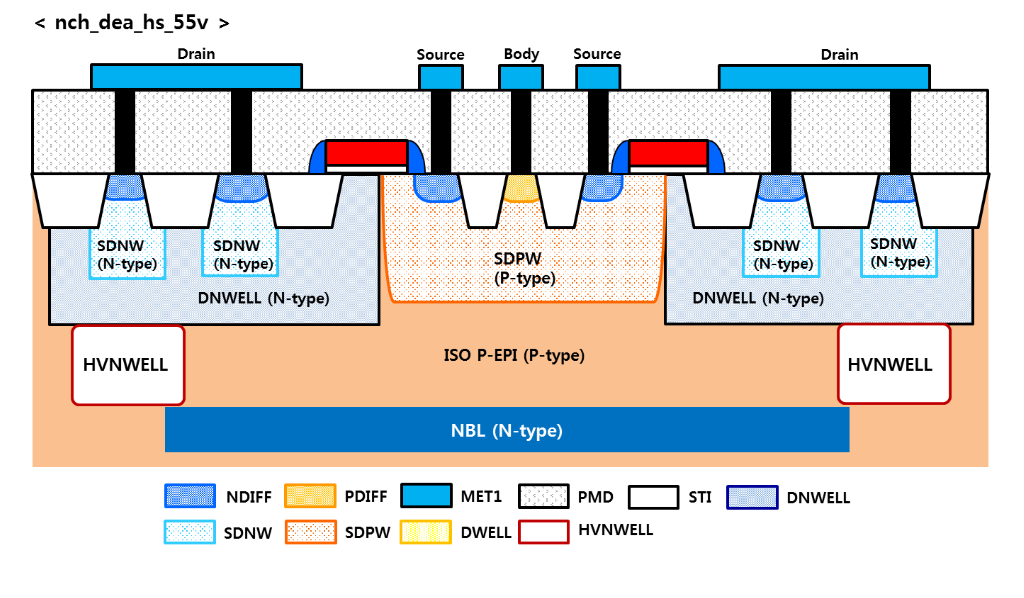 < nch_dea_hs_55v >
Drain
Source
Body
Source
Drain
SDNW
(N-type)
SDNW
(N-type)
SDPW
(P-type)
SDNW
(N-type)
SDNW
(N-type)
DNWELL (N-type)
DNWELL (N-type)
HVNWELL
ISO P-EPI (P-type)
HVNWELL
NBL (N-type)
NDIFF
PDIFF
MET1
PMD
STI
DNWELL
SDNW
SDPW
DWELL
HVNWELL